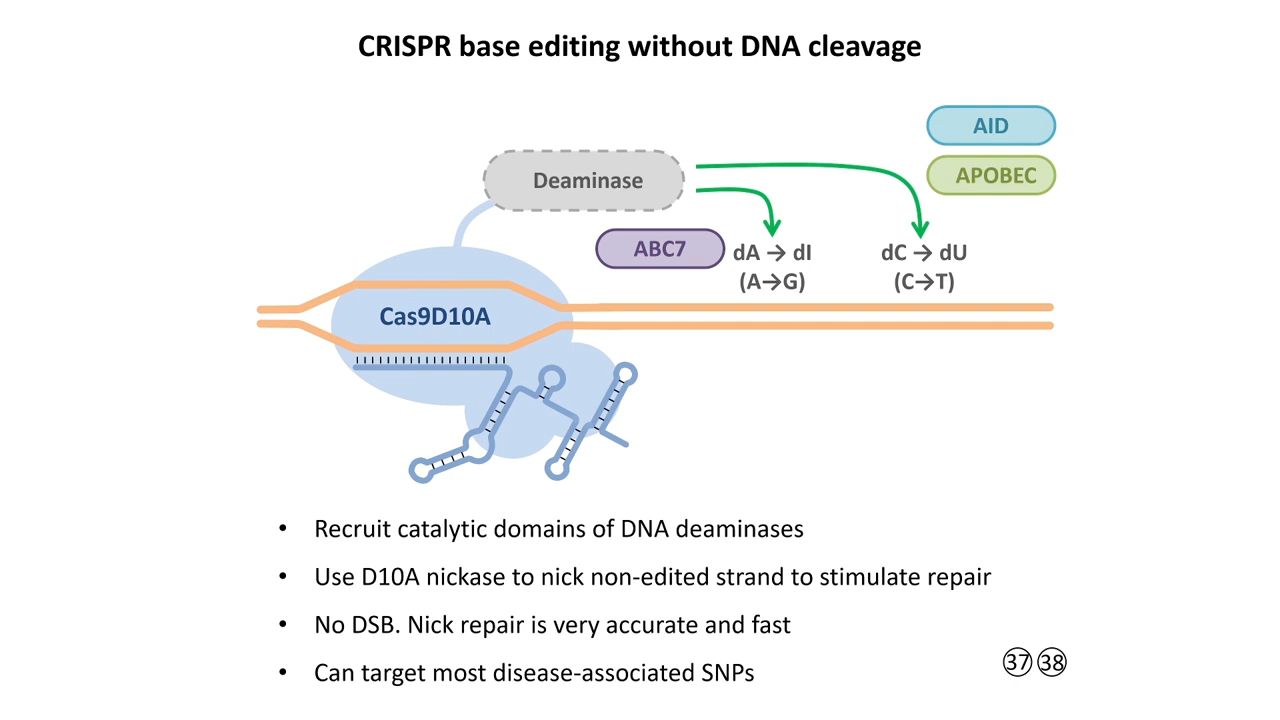 CRISPR base editing without DNA cleavage
AID
APOBEC
Deaminase
ABC7
dA → dI
(A→G)
dC → dU
(C→T)
Cas9D10A
• Recruit catalytic domains of DNA deaminases
• Use D10A nickase to nick non-edited strand to stimulate repair
• No DSB. Nick repair is very accurate and fast
• Can target most disease-associated SNPs
37 38